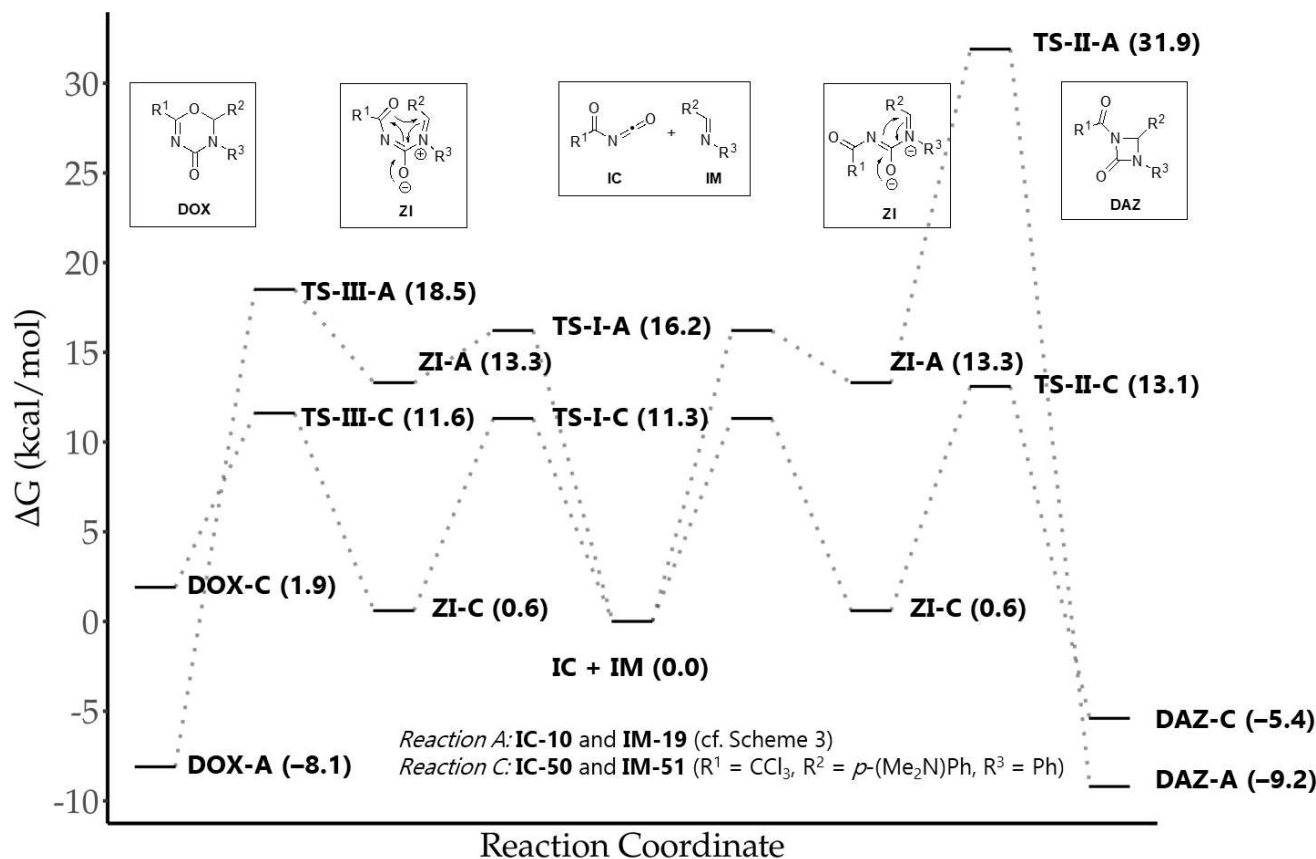 TS-II-A (31.9)
30
R¹ O R² N N R³ O
DOX
R¹ O R² N N ⊕ R³ O ⊖
ZI
O R¹ N O + R² N R³
IC IM
R² O N N ⊖ R³ R¹ O ⊖
ZI
O R¹ N R² N R³ O
DAZ
25
20
TS-III-A (18.5)
TS-I-A (16.2)
15
ZI-A (13.3)
ZI-A (13.3)
TS-II-C (13.1)
TS-III-C (11.6)
TS-I-C (11.3)
10
ΔG (kcal/mol)
5
DOX-C (1.9)
ZI-C (0.6)
ZI-C (0.6)
0
IC + IM (0.0)
-5
DAZ-C (–5.4)
Reaction A: IC-10 and IM-19 (cf. Scheme 3)
DOX-A (–8.1)
Reaction C: IC-50 and IM-51 (R¹ = CCl₃, R² = p-(Me₂N)Ph, R³ = Ph)
DAZ-A (–9.2)
-10
Reaction Coordinate